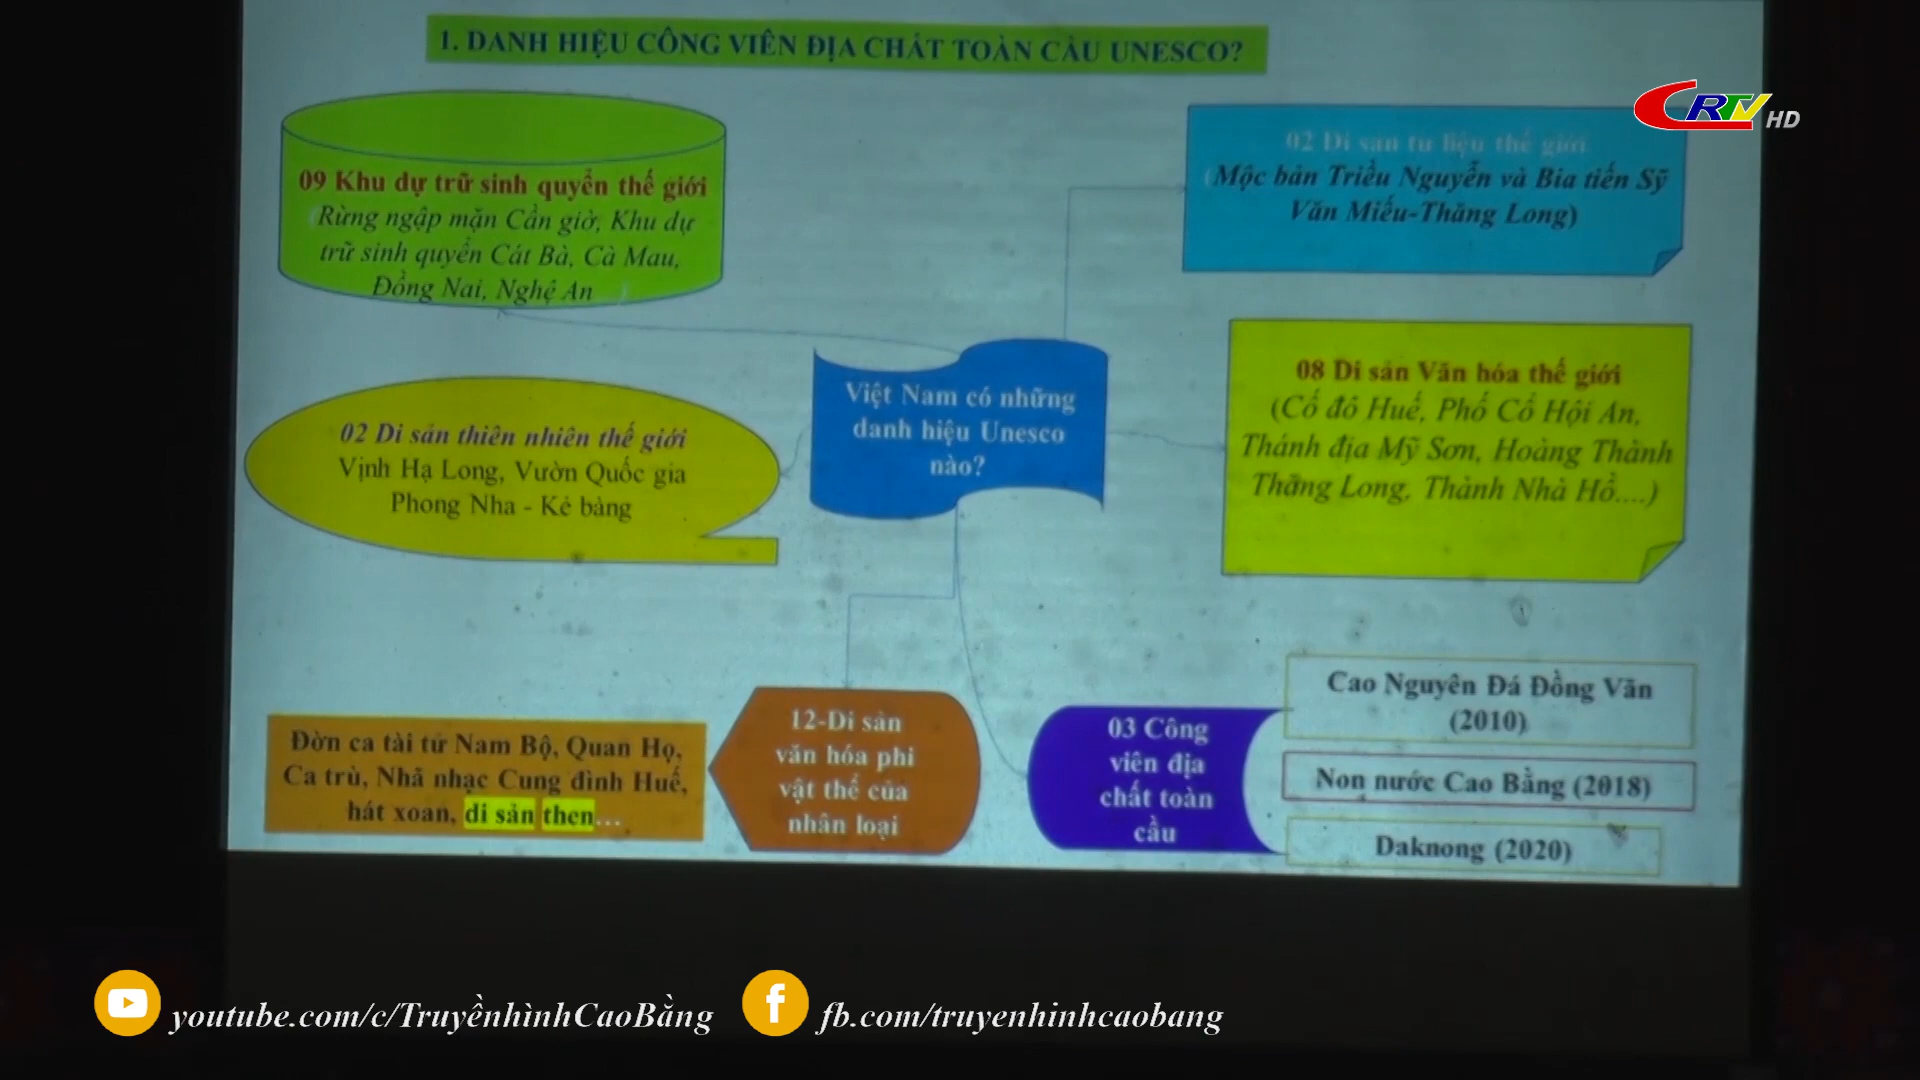 1. DANH HIỆU CÔNG VIÊN ĐỊA CHẤT TOÀN CẦU UNESCO?
CRTV HD
09 Khu dự trữ sinh quyển thế giới
(Rừng ngập mặn Cần giờ, Khu dự
trữ sinh quyển Cát Bà, Cà Mau,
Đồng Nai, Nghệ An )
02 Di sản tư liệu thế giới
(Mộc bản Triều Nguyễn và Bia tiến Sỹ
Văn Miếu-Thăng Long)
Việt Nam có những
danh hiệu Unesco
nào?
08 Di sản Văn hóa thế giới
(Cố đô Huế, Phố Cổ Hội An,
Thánh địa Mỹ Sơn, Hoàng Thành
Thăng Long, Thành Nhà Hồ....)
02 Di sản thiên nhiên thế giới
Vịnh Hạ Long, Vườn Quốc gia
Phong Nha - Kẻ bàng
Đờn ca tài tử Nam Bộ, Quan Họ,
Ca trù, Nhã nhạc Cung đình Huế,
hát xoan, di sản then...
12-Di sản
văn hóa phi
vật thể của
nhân loại
03 Công
viên địa
chất toàn
cầu
Cao Nguyên Đá Đồng Văn
(2010)
Non nước Cao Bằng (2018)
Daknong (2020)
youtube.com/c/TruyềnhìnhCaoBằng
fb.com/truyenhinhcaobang